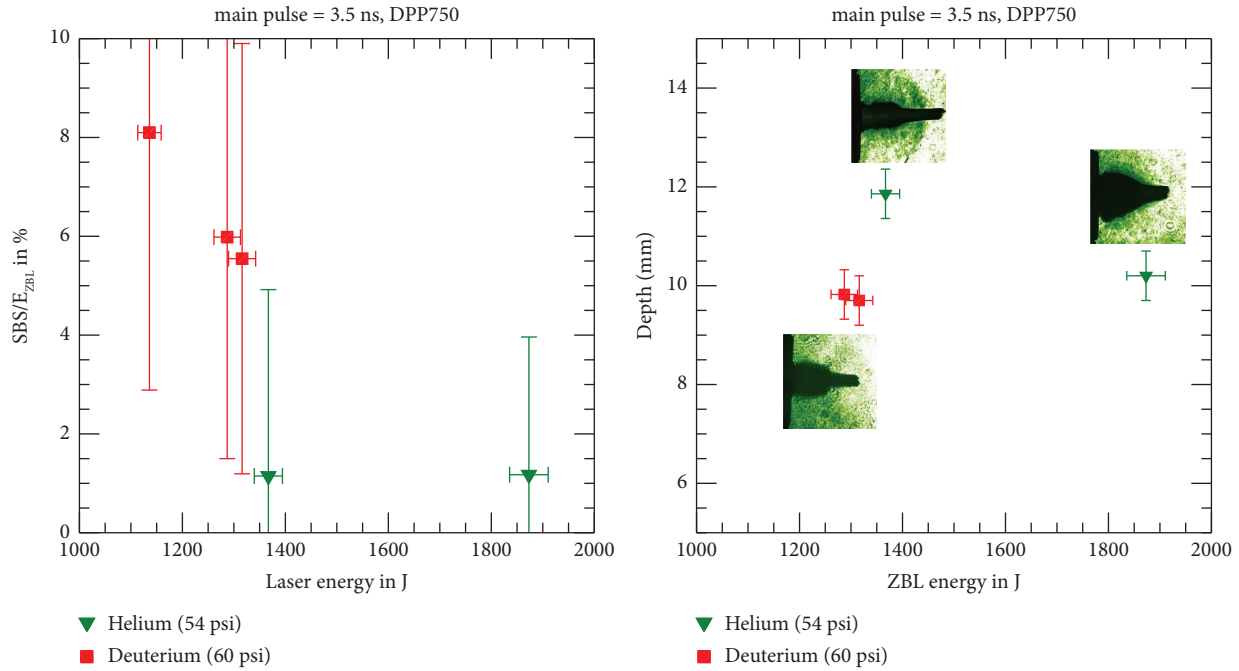 main pulse = 3.5 ns, DPP750
10
8
6
4
2
0
SBS/E_ZBL in %
1000 1200 1400 1600 1800 2000
Laser energy in J
Helium (54 psi)
Deuterium (60 psi)
main pulse = 3.5 ns, DPP750
14
12
10
8
6
Depth (mm)
1000 1200 1400 1600 1800 2000
ZBL energy in J
Helium (54 psi)
Deuterium (60 psi)